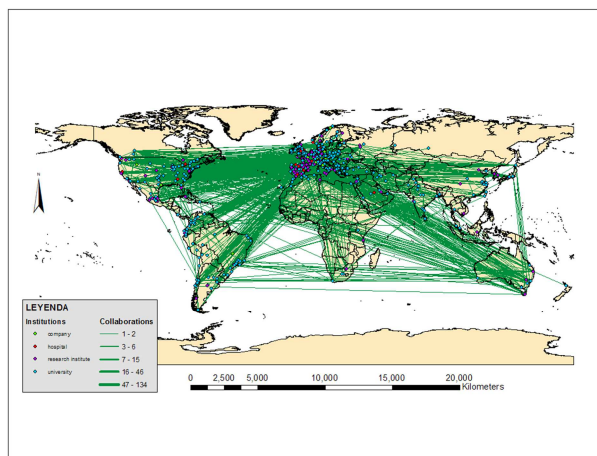 N
LEYENDA
Institutions
company
hospital
research institute
university
Collaborations
1 - 2
3 - 6
7 - 15
16 - 46
47 - 134
0 2,500 5,000 10,000 15,000 20,000
Kilometers